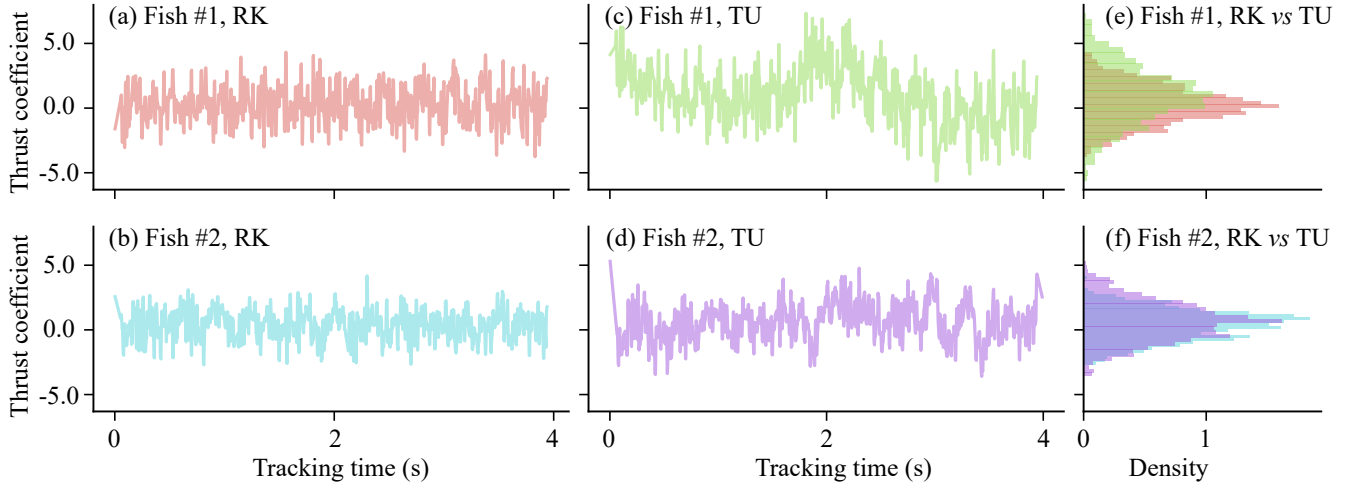 (a) Fish #1, RK
(c) Fish #1, TU
(e) Fish #1, RK vs TU
Thrust coefficient
5.0
0.0
-5.0
(b) Fish #2, RK
(d) Fish #2, TU
(f) Fish #2, RK vs TU
Thrust coefficient
5.0
0.0
-5.0
0 2 4
0 2 4
0 1
Tracking time (s)
Tracking time (s)
Density